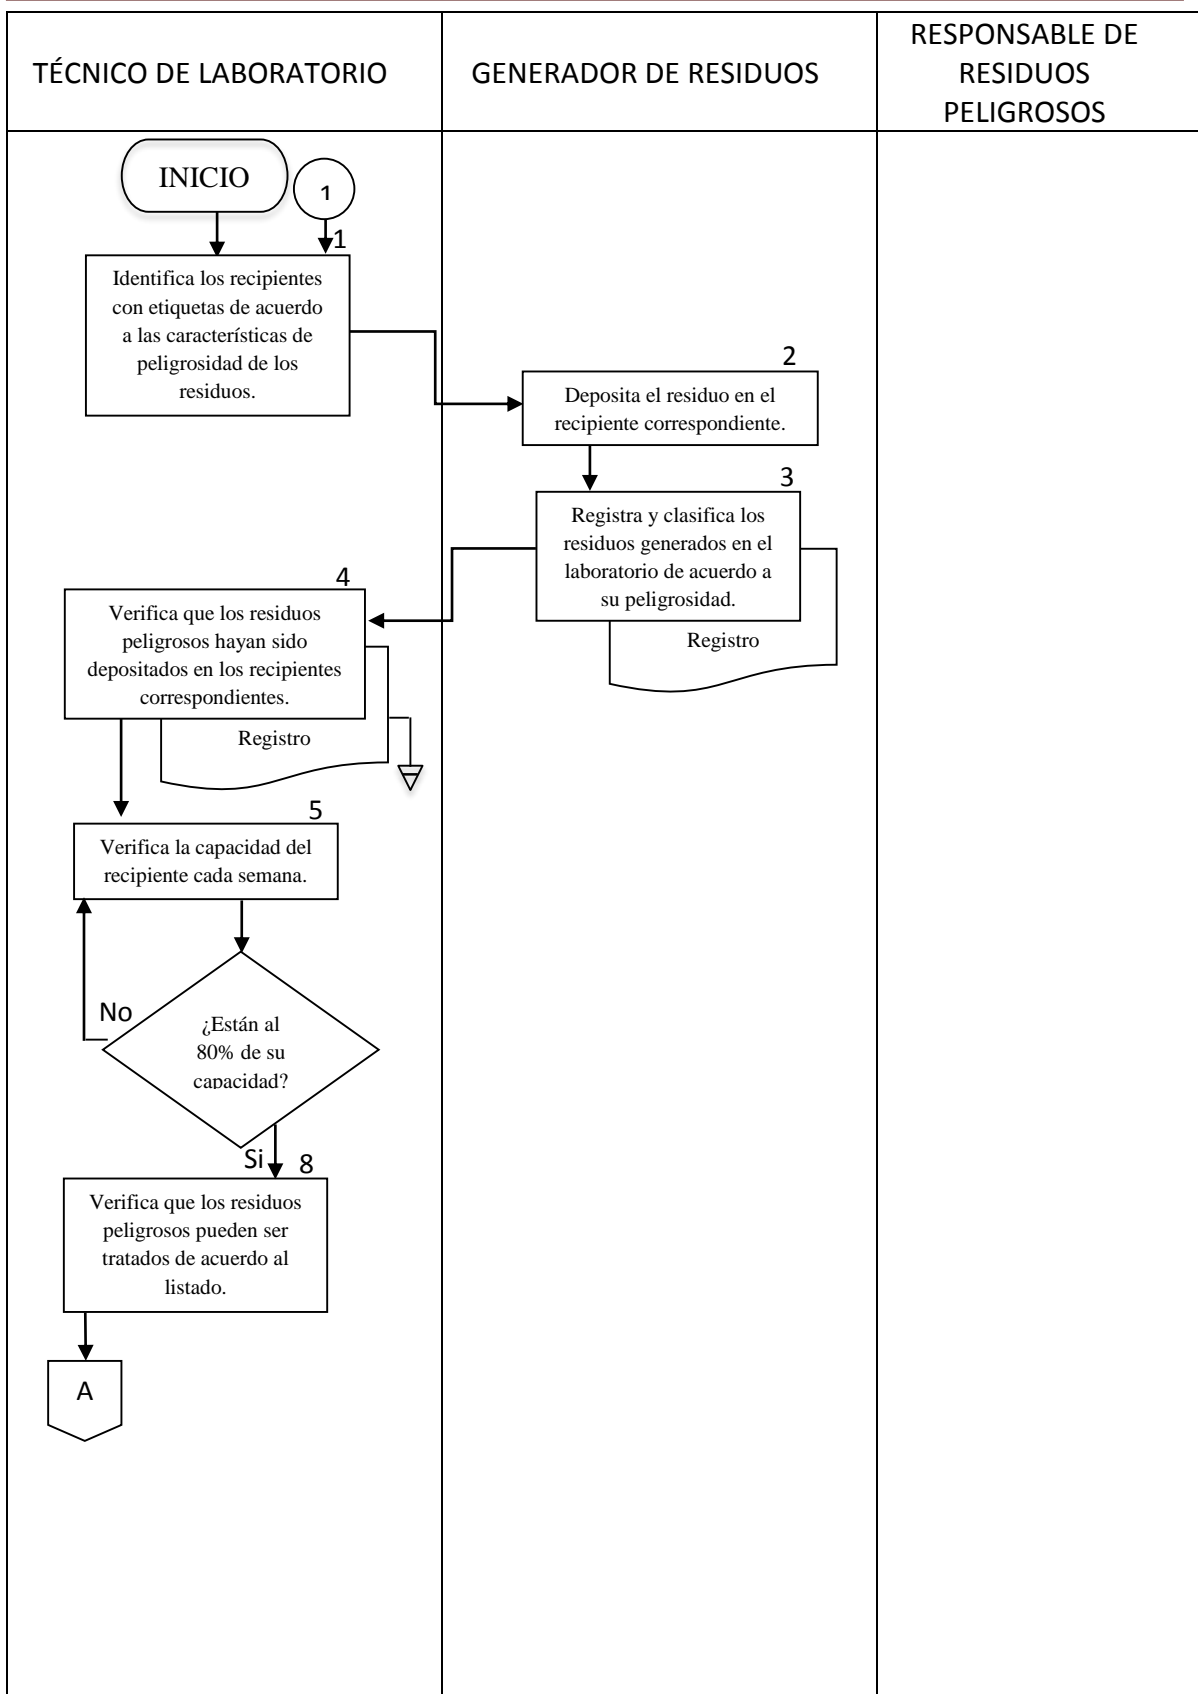 TÉCNICO DE LABORATORIO
GENERADOR DE RESIDUOS
RESPONSABLE DE
RESIDUOS
PELIGROSOS
INICIO
1
1
Identifica los recipientes
con etiquetas de acuerdo
a las características de
peligrosidad de los
residuos.
2
Deposita el residuo en el
recipiente correspondiente.
3
Registra y clasifica los
residuos generados en el
laboratorio de acuerdo a
su peligrosidad.
Registro
4
Verifica que los residuos
peligrosos hayan sido
depositados en los recipientes
correspondientes.
Registro
5
Verifica la capacidad del
recipiente cada semana.
No
¿Están al
80% de su
capacidad?
Si
8
Verifica que los residuos
peligrosos pueden ser
tratados de acuerdo al
listado.
A